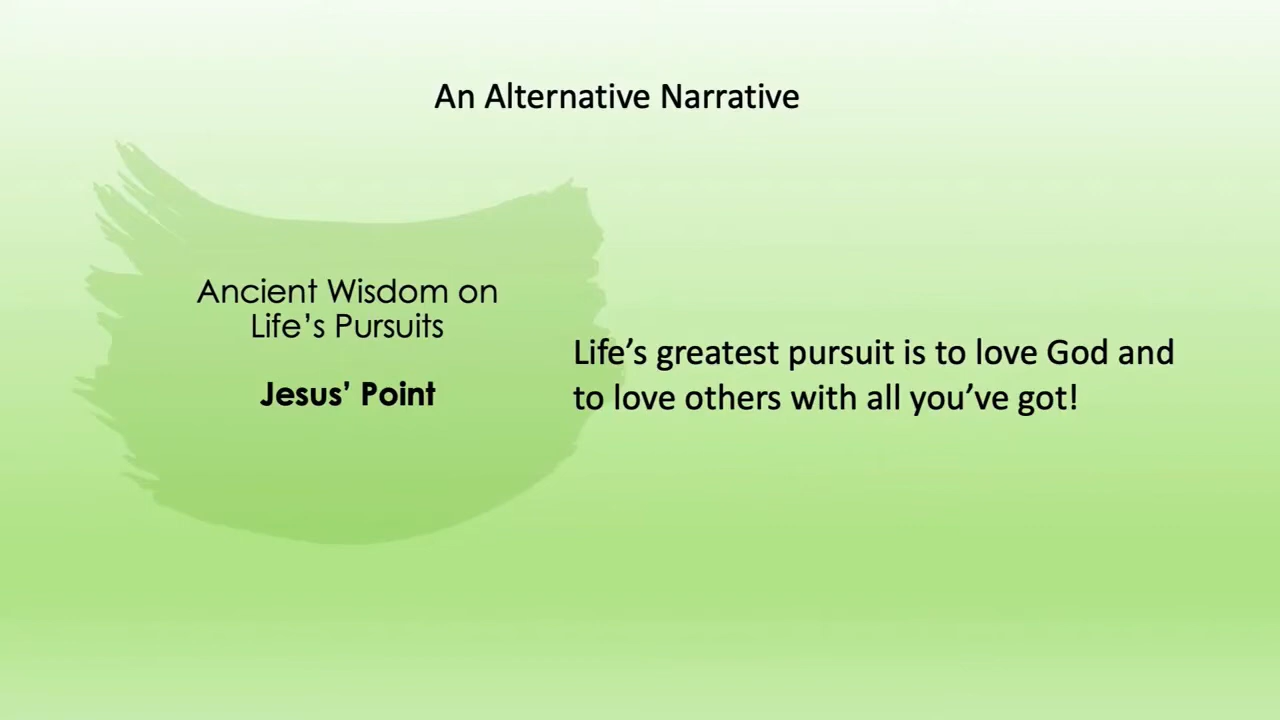 An Alternative Narrative
Ancient Wisdom on
Life’s Pursuits
Jesus’ Point
Life’s greatest pursuit is to love God and
to love others with all you’ve got!